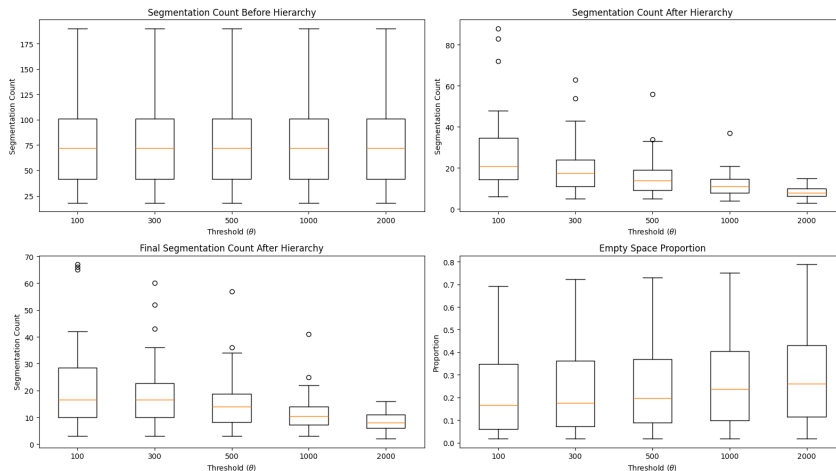 Segmentation Count Before Hierarchy
Segmentation Count
175
150
125
100
75
50
25
100 300 500 1000 2000
Threshold (θ)
Segmentation Count After Hierarchy
Segmentation Count
80
60
40
20
0
100 300 500 1000 2000
Threshold (θ)
Final Segmentation Count After Hierarchy
Segmentation Count
70
60
50
40
30
20
10
0
100 300 500 1000 2000
Threshold (θ)
Empty Space Proportion
Proportion
0.8
0.7
0.6
0.5
0.4
0.3
0.2
0.1
0.0
100 300 500 1000 2000
Threshold (θ)